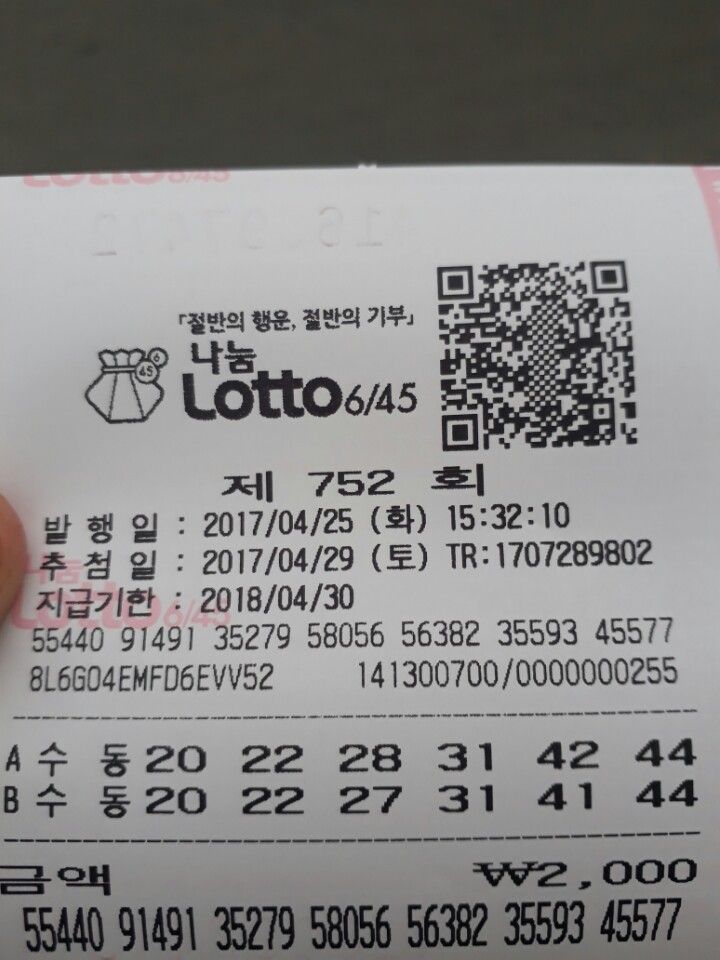 「절반의 행운, 절반의 기부」
나눔
Lotto 6/45
제 752 회
발 행 일 : 2017/04/25 (화) 15:32:10
추 첨 일 : 2017/04/29 (토) TR:1707289802
지급기한 : 2018/04/30
55440 91491 35279 58056 56382 35593 45577
8L6G04EMFD6EVV52 141300700/0000000255
A 수 동 20 22 28 31 42 44
B 수 동 20 22 27 31 41 44
금액 ₩2,000
55440 91491 35279 58056 56382 35593 45577